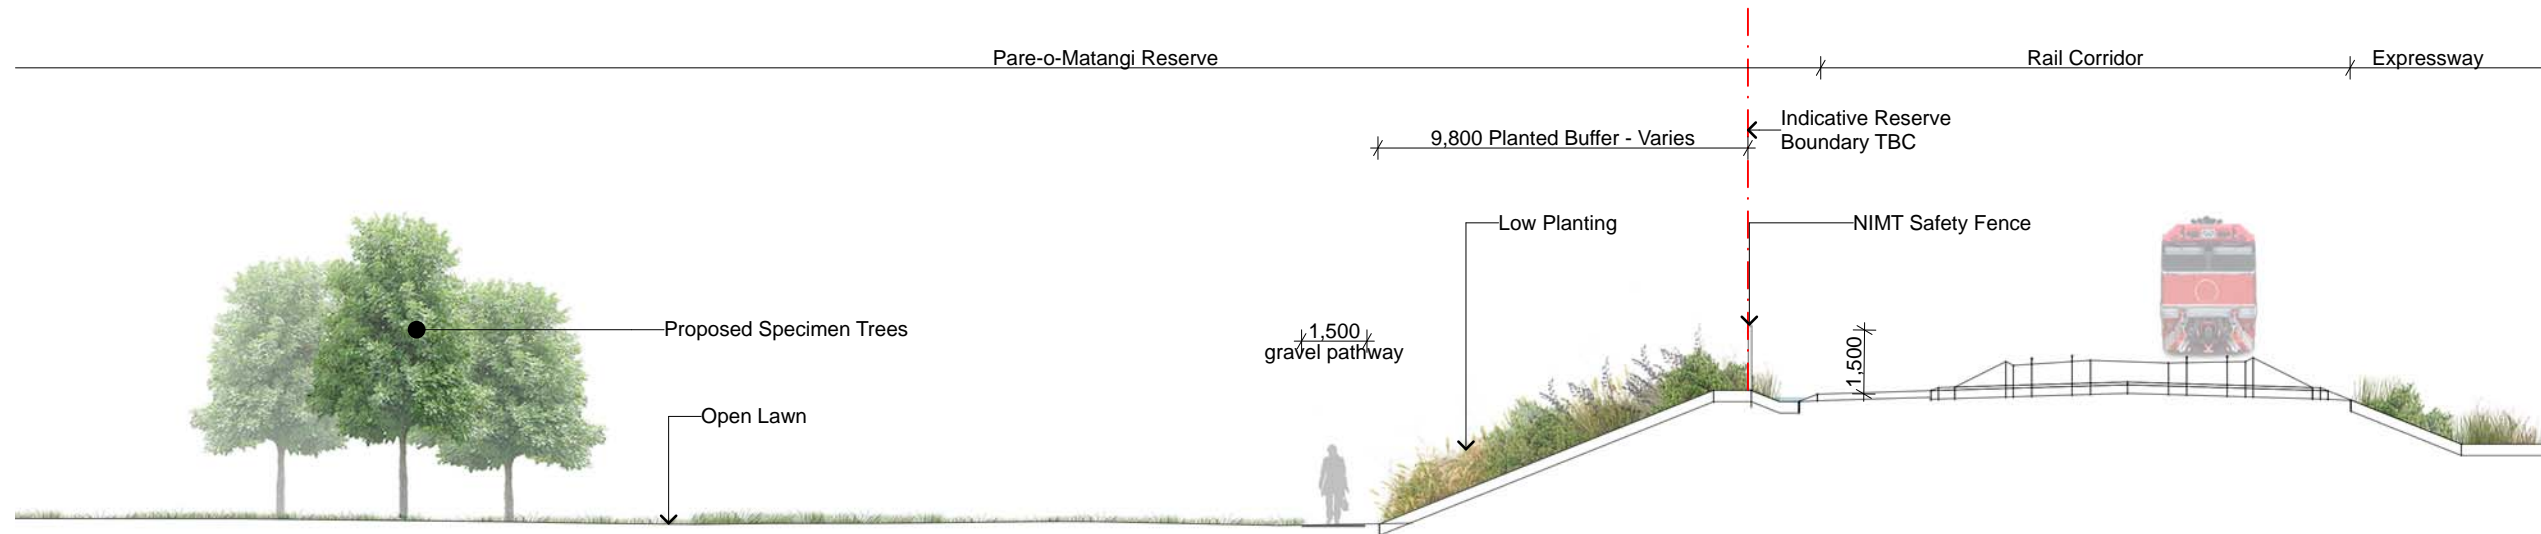 Pare-o-Matangi Reserve
Rail Corridor
Expressway
Indicative Reserve
Boundary TBC
9,800 Planted Buffer - Varies
Low Planting
NIMT Safety Fence
Proposed Specimen Trees
1,500
gravel pathway
1,500
Open Lawn